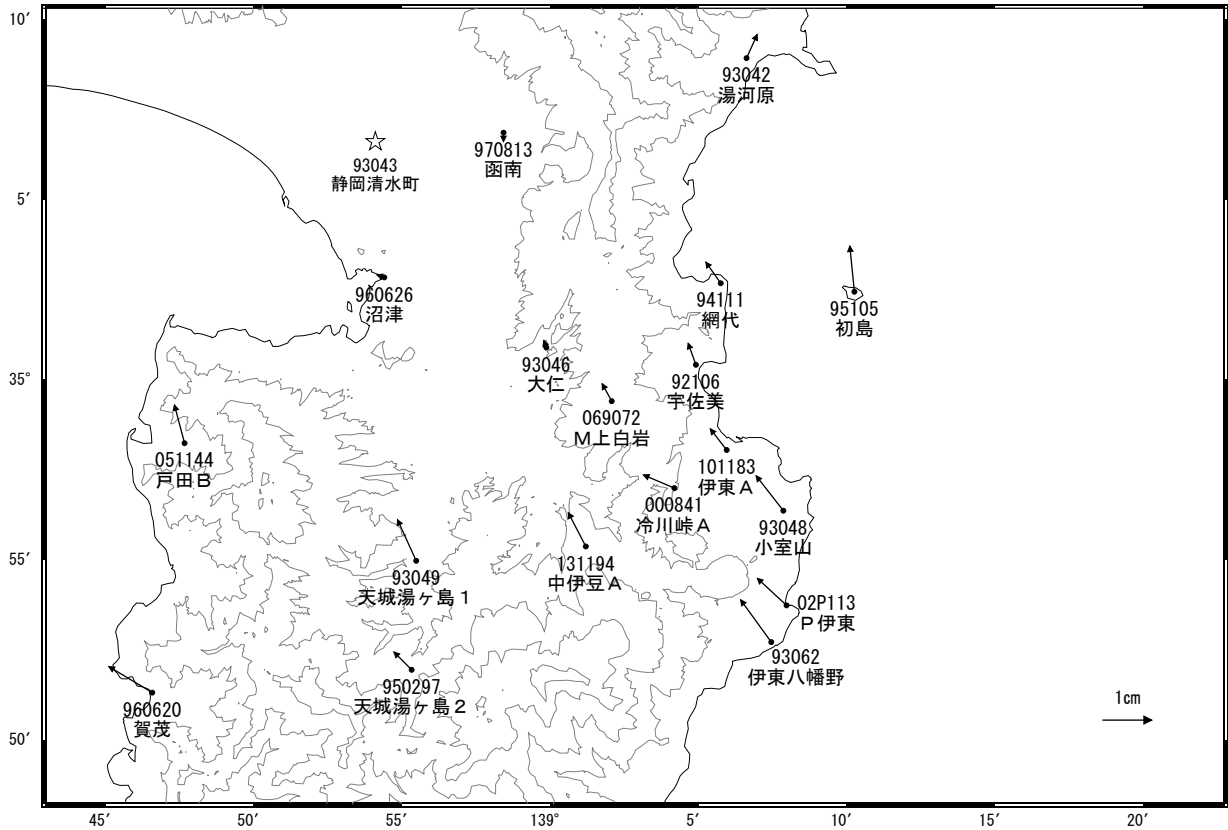 10′
93042
湯河原
970813
函南
93043
静岡清水町
5′
960626
沼津
94111
網代
95105
初島
93046
大仁
35°
92106
宇佐美
069072
M上白岩
051144
戸田B
101183
伊東A
000841
冷川峠A
93048
小室山
55′
131194
中伊豆A
93049
天城湯ヶ島1
02P113
P伊東
93062
伊東八幡野
950297
天城湯ヶ島2
960620
賀茂
1cm
50′
45′ 50′ 55′ 139° 5′ 10′ 15′ 20′